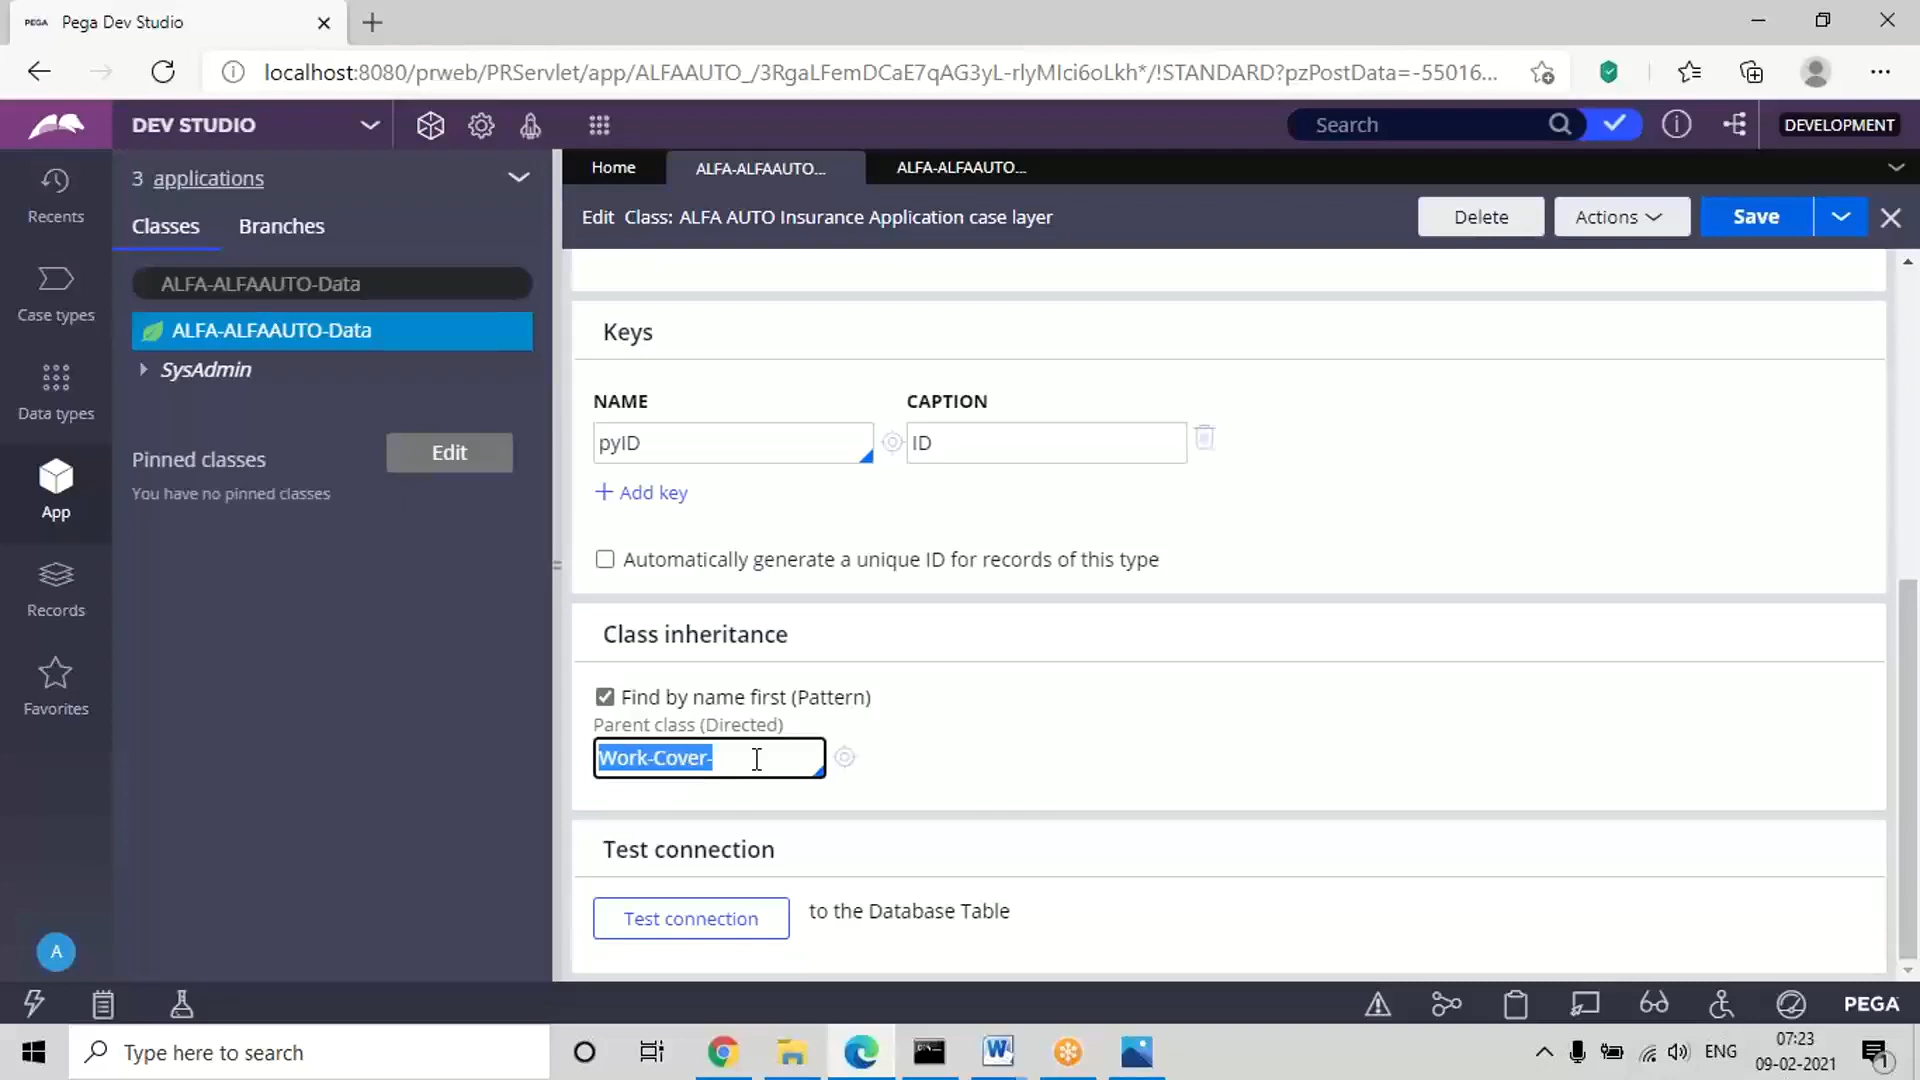 PEGA Pega Dev Studio
localhost:8080/prweb/PRServlet/app/ALFAAUTO_/3RgaLFemDCaE7qAG3yL-rlyMIci6oLkh*/!STANDARD?pzPostData=-55016...
DEV STUDIO
Search
DEVELOPMENT
Recents
Case types
Data types
App
Records
Favorites
A
3 applications
Classes Branches
ALFA-ALFAAUTO-Data
ALFA-ALFAAUTO-Data
SysAdmin
Pinned classes Edit
You have no pinned classes
Home ALFA-ALFAAUTO... ALFA-ALFAAUTO...
Edit Class: ALFA AUTO Insurance Application case layer
Delete Actions Save
Keys
NAME CAPTION
pyID ID
+ Add key
Automatically generate a unique ID for records of this type
Class inheritance
Find by name first (Pattern)
Parent class (Directed)
Work-Cover-
Test connection
Test connection to the Database Table
PEGA
Type here to search
ENG
07:23
09-02-2021
1